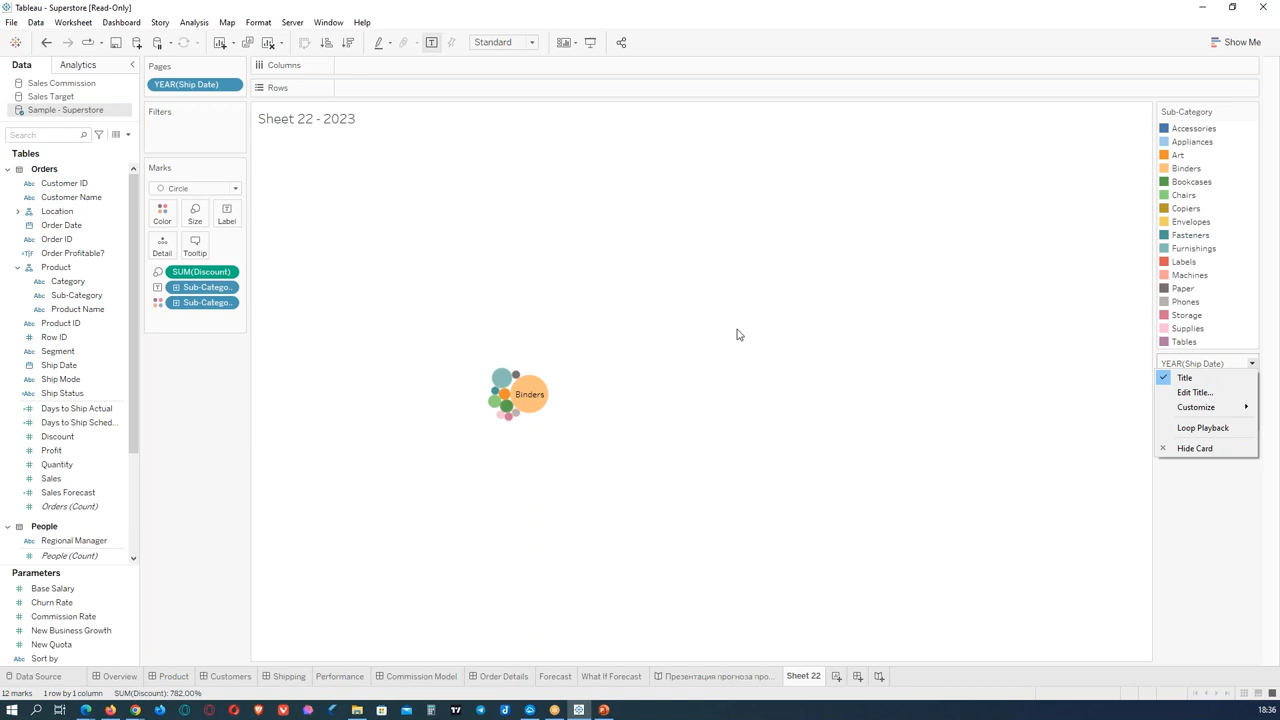 Tableau - Superstore [Read-Only]
File Data Worksheet Dashboard Story Analysis Map Format Server Window Help
Standard
Show Me
Data Analytics
Sales Commission
Sales Target
Sample - Superstore
Search
Tables
Orders
Customer ID
Customer Name
Location
Order Date
Order ID
Order Profitable?
Product
Category
Sub-Category
Product Name
Product ID
Row ID
Segment
Ship Date
Ship Mode
Ship Status
Days to Ship Actual
Days to Ship Sched...
Discount
Profit
Quantity
Sales
Sales Forecast
Orders (Count)
People
Regional Manager
People (Count)
Parameters
Base Salary
Churn Rate
Commission Rate
New Business Growth
New Quota
Sort by
Pages
YEAR(Ship Date)
Filters
Marks
Circle
Color Size Label
Detail Tooltip
SUM(Discount)
Sub-Catego..
Sub-Catego..
Columns
Rows
Sheet 22 - 2023
Binders
Sub-Category
Accessories
Appliances
Art
Binders
Bookcases
Chairs
Copiers
Envelopes
Fasteners
Furnishings
Labels
Machines
Paper
Phones
Storage
Supplies
Tables
YEAR(Ship Date)
Title
Edit Title...
Customize
Loop Playback
Hide Card
Data Source Overview Product Customers Shipping Performance Commission Model Order Details Forecast What If Forecast Презентация прогноза про... Sheet 22
12 marks 1 row by 1 column SUM(Discount): 782.00%
18:36